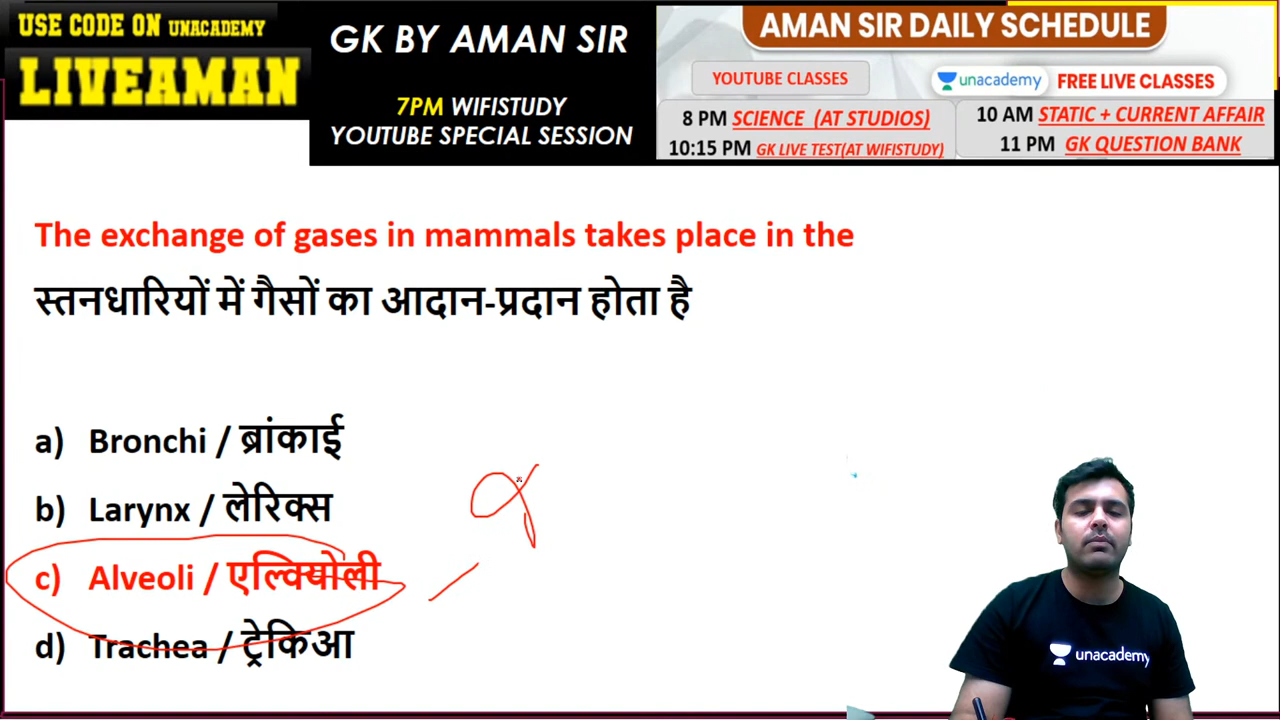 USE CODE ON UNACADEMY
LIVEAMAN
GK BY AMAN SIR
7PM WIFISTUDY
YOUTUBE SPECIAL SESSION
AMAN SIR DAILY SCHEDULE
YOUTUBE CLASSES
unacademy FREE LIVE CLASSES
8 PM SCIENCE (AT STUDIOS)
10:15 PM GK LIVE TEST(AT WIFISTUDY)
10 AM STATIC + CURRENT AFFAIR
11 PM GK QUESTION BANK
The exchange of gases in mammals takes place in the
स्तनधारियों में गैसों का आदान-प्रदान होता है
a) Bronchi / ब्रांकाई
b) Larynx / लेरिक्स
c) Alveoli / एल्वियोली
d) Trachea / ट्रेकिआ
unacademy